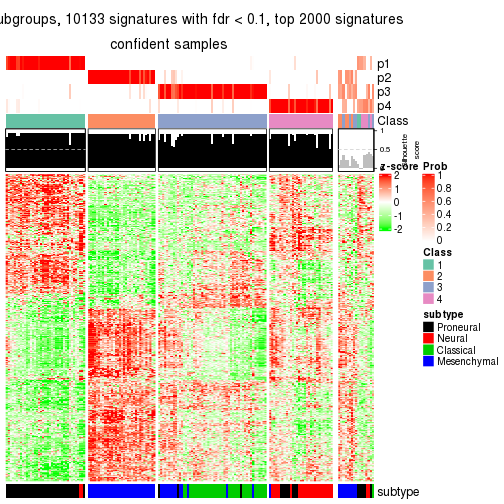 ubgroups, 10133 signatures with fdr < 0.1, top 2000 signatures
confident samples
p1
p2
p3
p4
Class
1
0.5
score
z-score
2
1
0
-1
-2
Prob
1
0.8
0.6
0.4
0.2
0
Class
1
2
3
4
subtype
Proneural
Neural
Classical
Mesenchymal
subtype